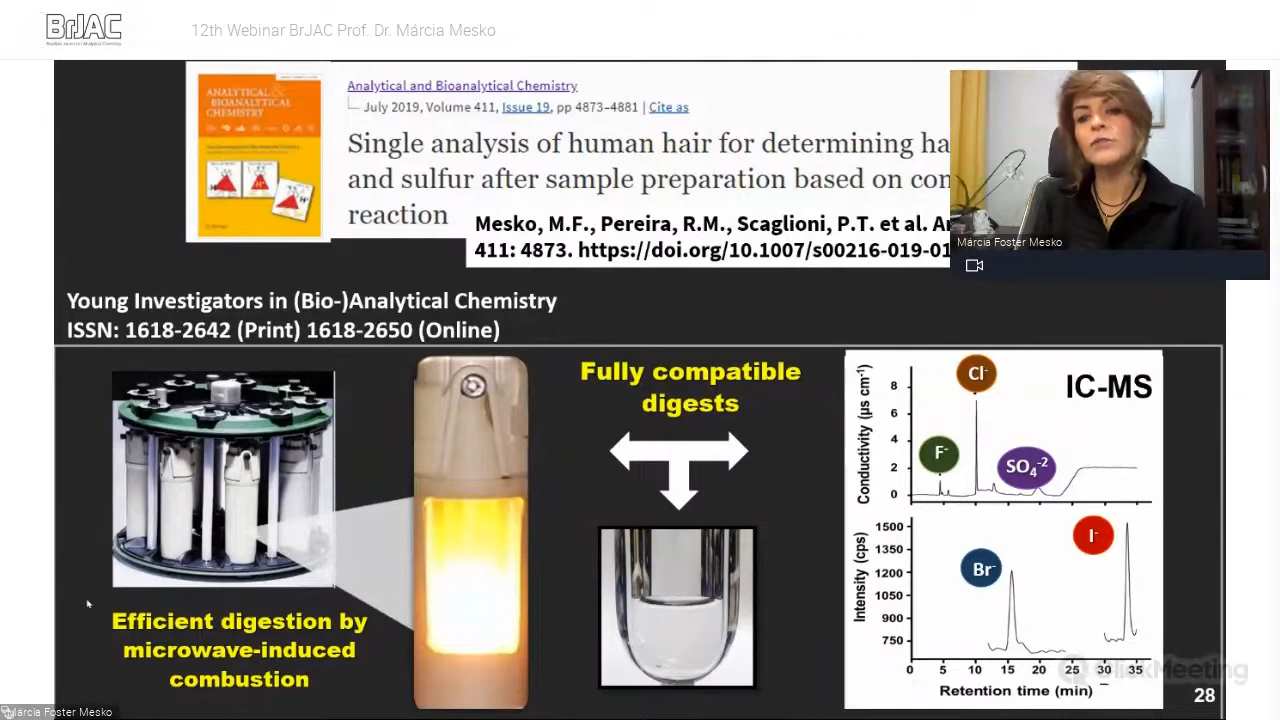 BrJAC
12th Webinar BrJAC Prof. Dr. Márcia Mesko
ANALYTICAL &
BIOANALYTICAL
CHEMISTRY
Analytical and Bioanalytical Chemistry
July 2019, Volume 411, Issue 19, pp 4873–4881 | Cite as
Single analysis of human hair for determining ha
and sulfur after sample preparation based on con
reaction
Mesko, M.F., Pereira, R.M., Scaglioni, P.T. et al. A
411: 4873. https://doi.org/10.1007/s00216-019-01
Márcia Foster Mesko
Young Investigators in (Bio-)Analytical Chemistry
ISSN: 1618-2642 (Print) 1618-2650 (Online)
Efficient digestion by
microwave-induced
combustion
Fully compatible
digests
IC-MS
Conductivity (µs cm⁻¹)
8
6
4
2
0
F⁻
Cl⁻
SO₄⁻²
Intensity (cps)
1500
1350
1200
1050
900
750
Br⁻
I⁻
0 5 10 15 20 25 30 35
Retention time (min)
ClickMeeting
28
Márcia Foster Mesko